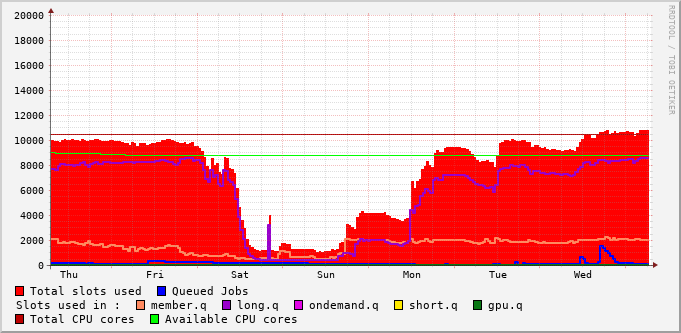 20000
18000
16000
14000
12000
10000
8000
6000
4000
2000
0
Thu Fri Sat Sun Mon Tue Wed
RRDTOOL / TOBI OETIKER
Total slots used Queued Jobs
Slots used in : member.q long.q ondemand.q short.q gpu.q
Total CPU cores Available CPU cores